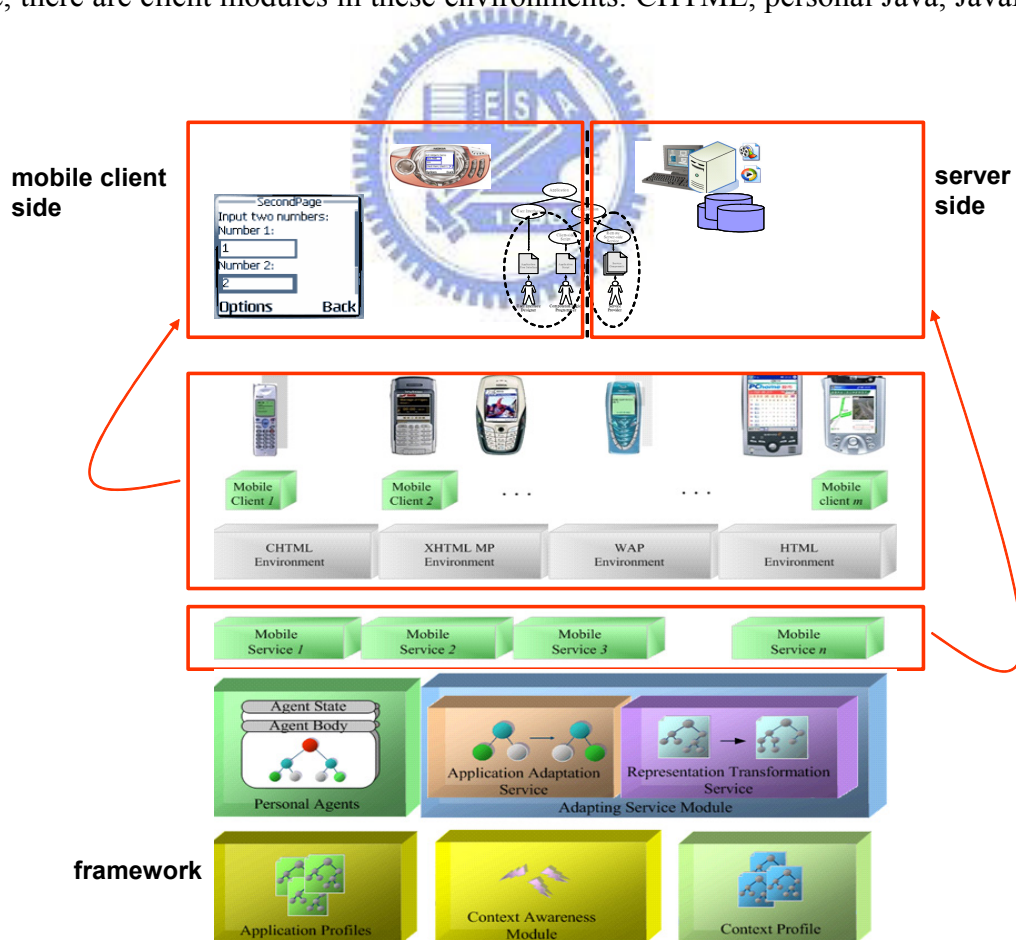 there are client modules in these environments: CHTML, personal Java,
mobile client
side
server
side
SecondPage
Input two numbers:
Number 1:
1
Number 2:
2
Options Back
Mobile
Client 1
Mobile
Client 2
. . .
. . .
Mobile
client m
CHTML
Environment
XHTML MP
Environment
WAP
Environment
HTML
Environment
Mobile
Service 1
Mobile
Service 2
Mobile
Service 3
Mobile
Service n
Agent State
Agent Body
Personal Agents
Application Adaptation
Service
Representation Transformation
Service
Adapting Service Module
framework
Application Profiles
Context Awareness
Module
Context Profile